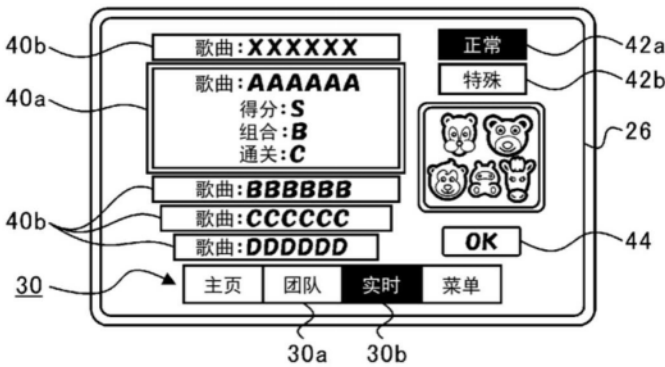 40b
歌曲:XXXXXX
正常
42a
40a
歌曲:AAAAAA
得分:S
组合:B
通关:C
特殊
42b
26
歌曲:BBBBBB
40b
歌曲:CCCCCC
歌曲:DDDDDD
OK
44
30
主页 团队 实时 菜单
30a 30b